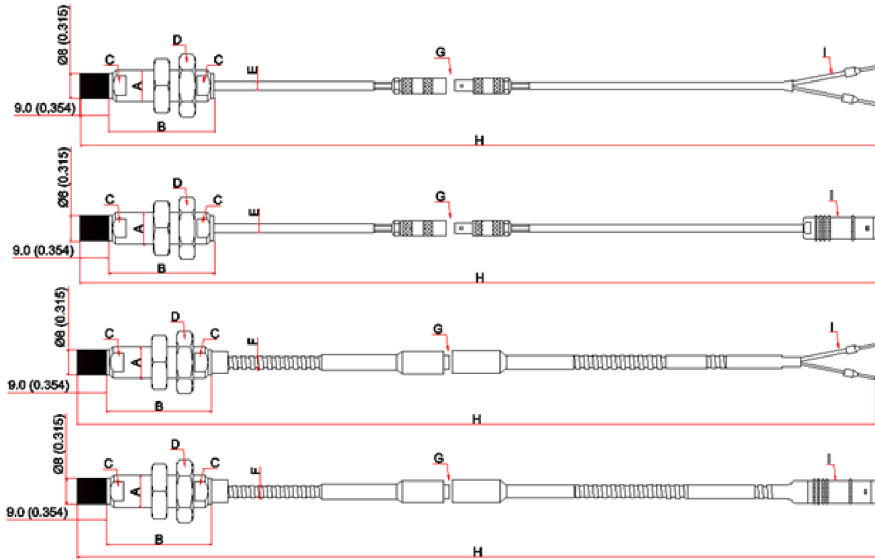 Ø8 (0.315)
C
D
C
A
E
G
I
9.0 (0,354)
B
H
Ø8 (0.315)
C
D
C
A
E
G
I
9.0 (0.354)
B
H
Ø8 (0.315)
C
D
C
A
F
G
I
9.0 (0.354)
B
H
Ø8 (0.315)
C
D
C
A
F
G
I
9.0 (0.354)
B
H